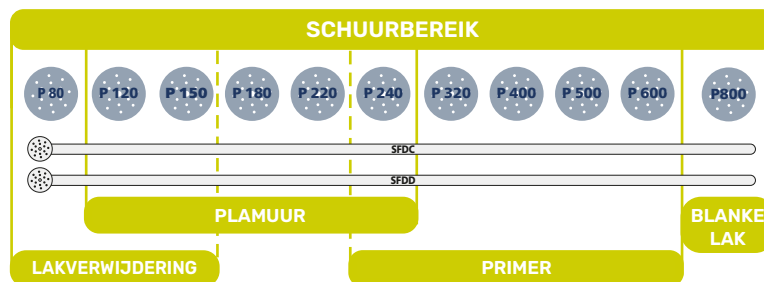 SCHUURBEREIK
P 80 P 120 P 150 P 180 P 220 P 240 P 320 P 400 P 500 P 600 P800
SFDC
SFDD
PLAMUUR
BLANKE
LAK
LAKVERWIJDERING
PRIMER